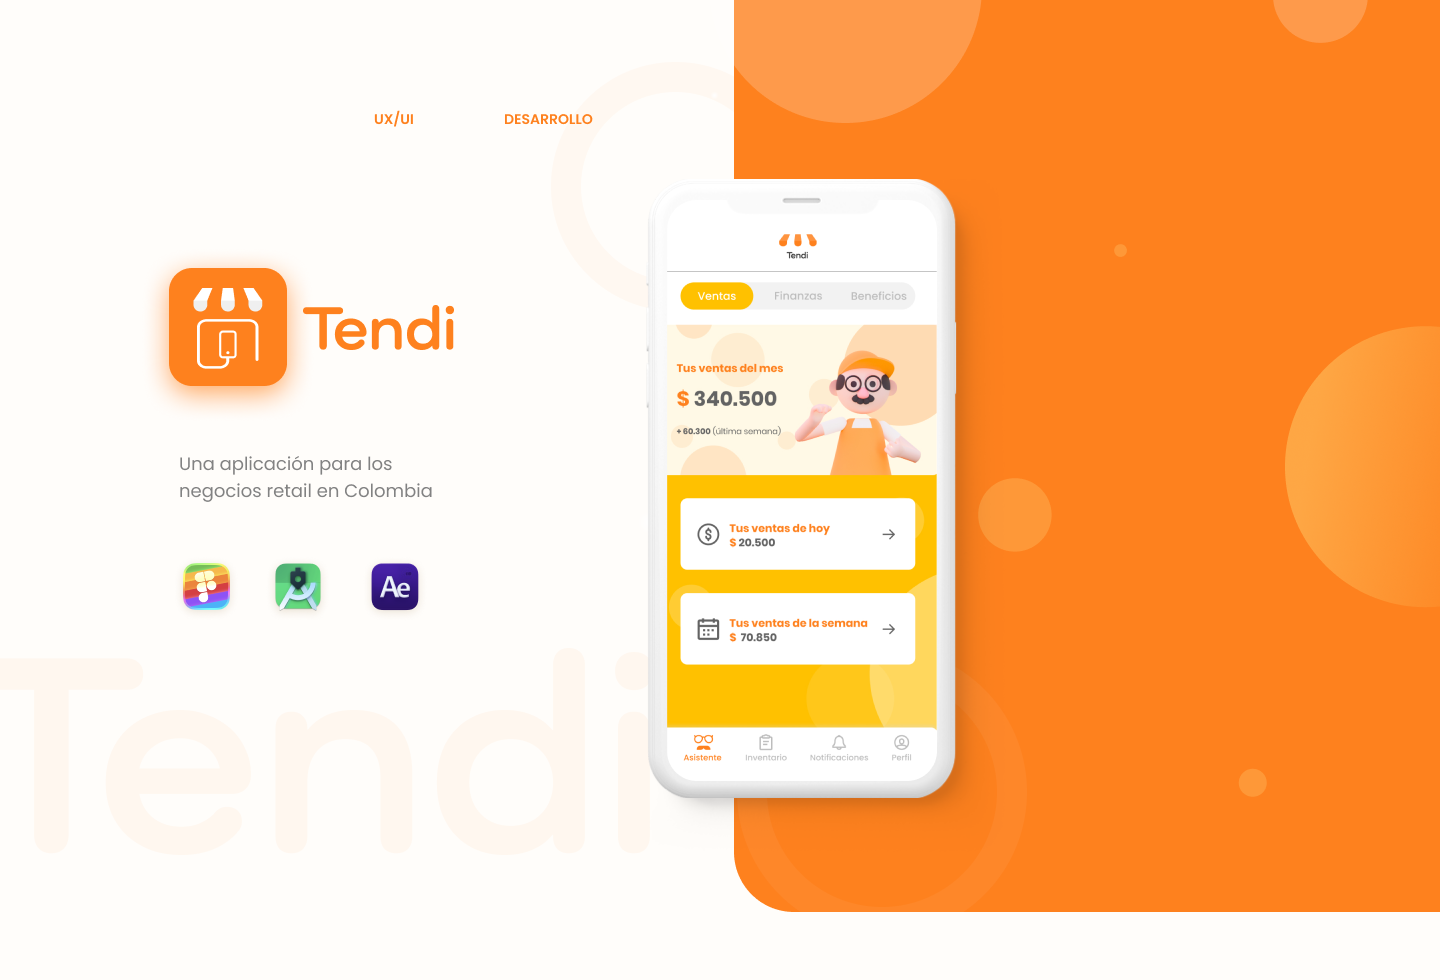 UX/UI DESARROLLO
Tendi
Una aplicación para los
negocios retail en Colombia
Ae
Tendi
Tendi
Ventas Finanzas Beneficios
Tus ventas del mes
$ 340.500
+ 60.300 (última semana)
Tus ventas de hoy
$ 20.500
Tus ventas de la semana
$ 70.850
Asistente Inventario Notificaciones Perfil